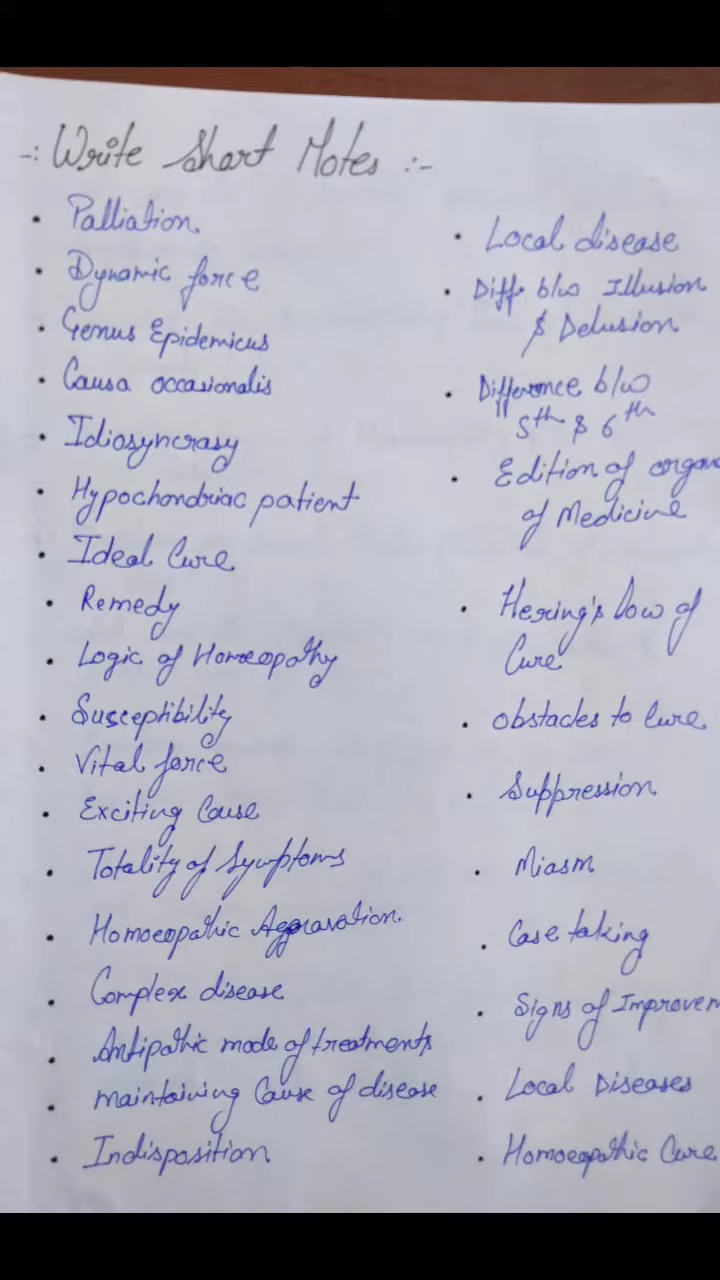 -: Write Short Notes :-
• Palliation.
• Dynamic force
• Genus Epidemicus
• Causa occasionalis
• Idiosyncrasy
• Hypochondriac patient
• Ideal Cure
• Remedy
• Logic of Homoeopathy
• Susceptibility
• Vital force
• Exciting Cause
• Totality of Symptoms
• Homoeopathic Aggravation.
• Complex disease
• Antipathic mode of treatments
• maintaining Cause of disease
• Indisposition
• Local disease
• Diff b/w Illusion
& Delusion
• Difference b/w
5th & 6th
• Edition of organo
of Medicine
• Hering's Low of
Cure
• obstacles to Cure
• Suppression
• Miasm
• Case taking
• Signs of Improvem
• Local Diseases
• Homoeopathic Cure